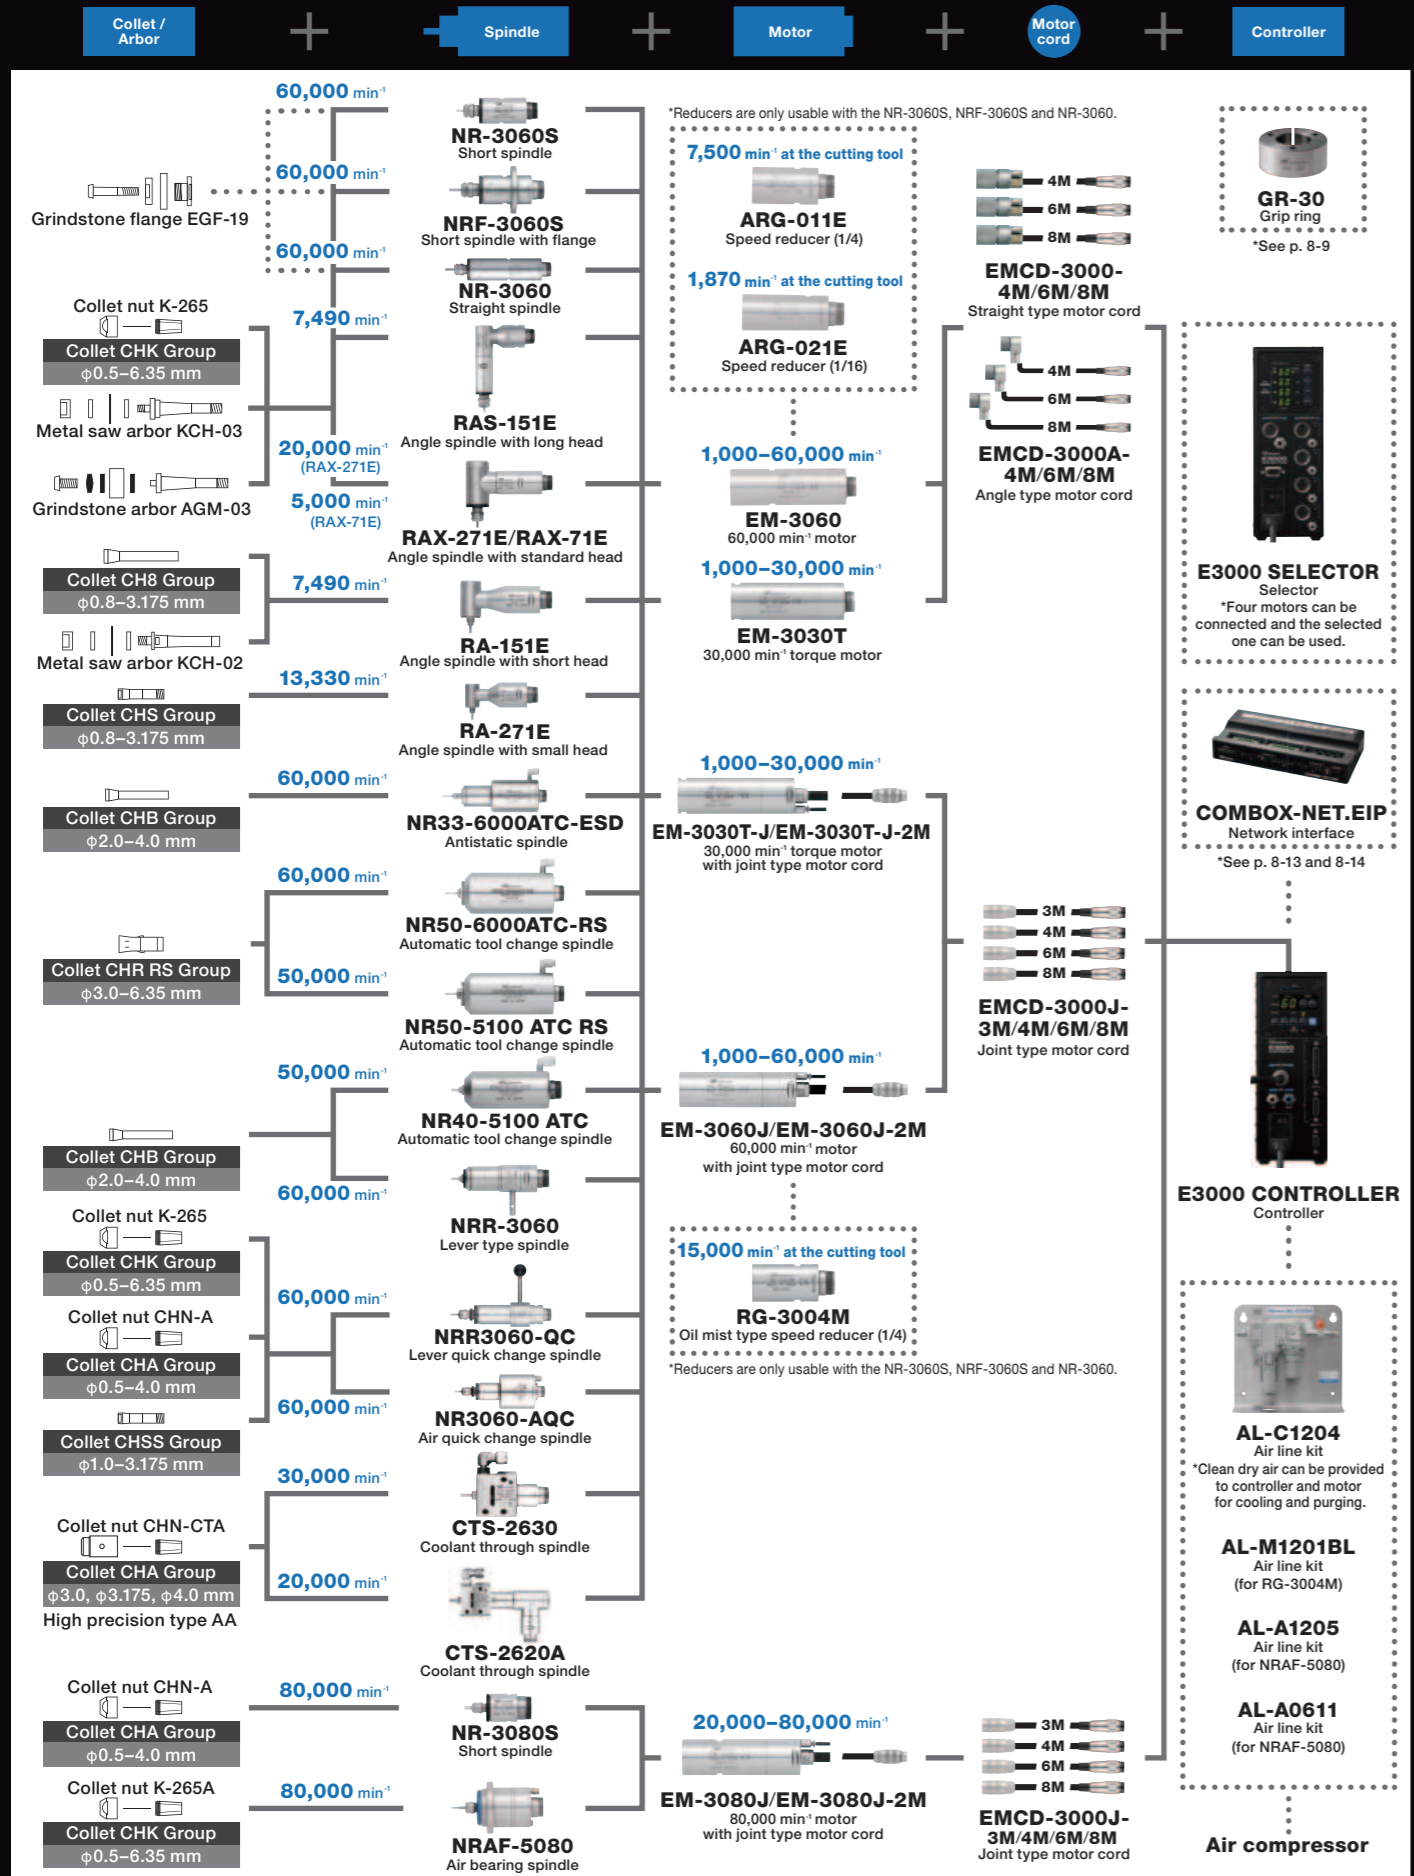 Collet /
Arbor
Spindle
Motor
Motor
cord
Controller
60,000 min⁻¹
NR-3060S
Short spindle
60,000 min⁻¹
Grindstone flange EGF-19
NRF-3060S
Short spindle with flange
60,000 min⁻¹
NR-3060
Straight spindle
Collet nut K-265
Collet CHK Group
φ0.5–6.35 mm
7,490 min⁻¹
RAS-151E
Angle spindle with long head
Metal saw arbor KCH-03
Grindstone arbor AGM-03
20,000 min⁻¹
(RAX-271E)
5,000 min⁻¹
(RAX-71E)
RAX-271E/RAX-71E
Angle spindle with standard head
Collet CH8 Group
φ0.8–3.175 mm
Metal saw arbor KCH-02
7,490 min⁻¹
RA-151E
Angle spindle with short head
Collet CHS Group
φ0.8–3.175 mm
13,330 min⁻¹
RA-271E
Angle spindle with small head
Collet CHB Group
φ2.0–4.0 mm
60,000 min⁻¹
NR33-6000ATC-ESD
Antistatic spindle
60,000 min⁻¹
NR50-6000ATC-RS
Automatic tool change spindle
Collet CHR RS Group
φ3.0–6.35 mm
50,000 min⁻¹
NR50-5100 ATC RS
Automatic tool change spindle
50,000 min⁻¹
NR40-5100 ATC
Automatic tool change spindle
Collet CHB Group
φ2.0–4.0 mm
60,000 min⁻¹
NRR-3060
Lever type spindle
Collet nut K-265
Collet CHK Group
φ0.5–6.35 mm
Collet nut CHN-A
Collet CHA Group
φ0.5–4.0 mm
Collet CHSS Group
φ1.0–3.175 mm
60,000 min⁻¹
NRR3060-QC
Lever quick change spindle
60,000 min⁻¹
NR3060-AQC
Air quick change spindle
30,000 min⁻¹
CTS-2630
Coolant through spindle
Collet nut CHN-CTA
Collet CHA Group
φ3.0, φ3.175, φ4.0 mm
High precision type AA
20,000 min⁻¹
CTS-2620A
Coolant through spindle
Collet nut CHN-A
Collet CHA Group
φ0.5–4.0 mm
80,000 min⁻¹
NR-3080S
Short spindle
Collet nut K-265A
Collet CHK Group
φ0.5–6.35 mm
80,000 min⁻¹
NRAF-5080
Air bearing spindle
*Reducers are only usable with the NR-3060S, NRF-3060S and NR-3060.
7,500 min⁻¹ at the cutting tool
ARG-011E
Speed reducer (1/4)
1,870 min⁻¹ at the cutting tool
ARG-021E
Speed reducer (1/16)
1,000–60,000 min⁻¹
EM-3060
60,000 min⁻¹ motor
1,000–30,000 min⁻¹
EM-3030T
30,000 min⁻¹ torque motor
1,000–30,000 min⁻¹
EM-3030T-J/EM-3030T-J-2M
30,000 min⁻¹ torque motor
with joint type motor cord
1,000–60,000 min⁻¹
EM-3060J/EM-3060J-2M
60,000 min⁻¹ motor
with joint type motor cord
15,000 min⁻¹ at the cutting tool
RG-3004M
Oil mist type speed reducer (1/4)
*Reducers are only usable with the NR-3060S, NRF-3060S and NR-3060.
20,000–80,000 min⁻¹
EM-3080J/EM-3080J-2M
80,000 min⁻¹ motor
with joint type motor cord
4M
6M
8M
EMCD-3000-
4M/6M/8M
Straight type motor cord
4M
6M
8M
EMCD-3000A-
4M/6M/8M
Angle type motor cord
3M
4M
6M
8M
EMCD-3000J-
3M/4M/6M/8M
Joint type motor cord
3M
4M
6M
8M
EMCD-3000J-
3M/4M/6M/8M
Joint type motor cord
GR-30
Grip ring
*See p. 8-9
E3000 SELECTOR
Selector
*Four motors can be
connected and the selected
one can be used.
COMBOX-NET.EIP
Network interface
*See p. 8-13 and 8-14
E3000 CONTROLLER
Controller
AL-C1204
Air line kit
*Clean dry air can be provided
to controller and motor
for cooling and purging.
AL-M1201BL
Air line kit
(for RG-3004M)
AL-A1205
Air line kit
(for NRAF-5080)
AL-A0611
Air line kit
(for NRAF-5080)
Air compressor